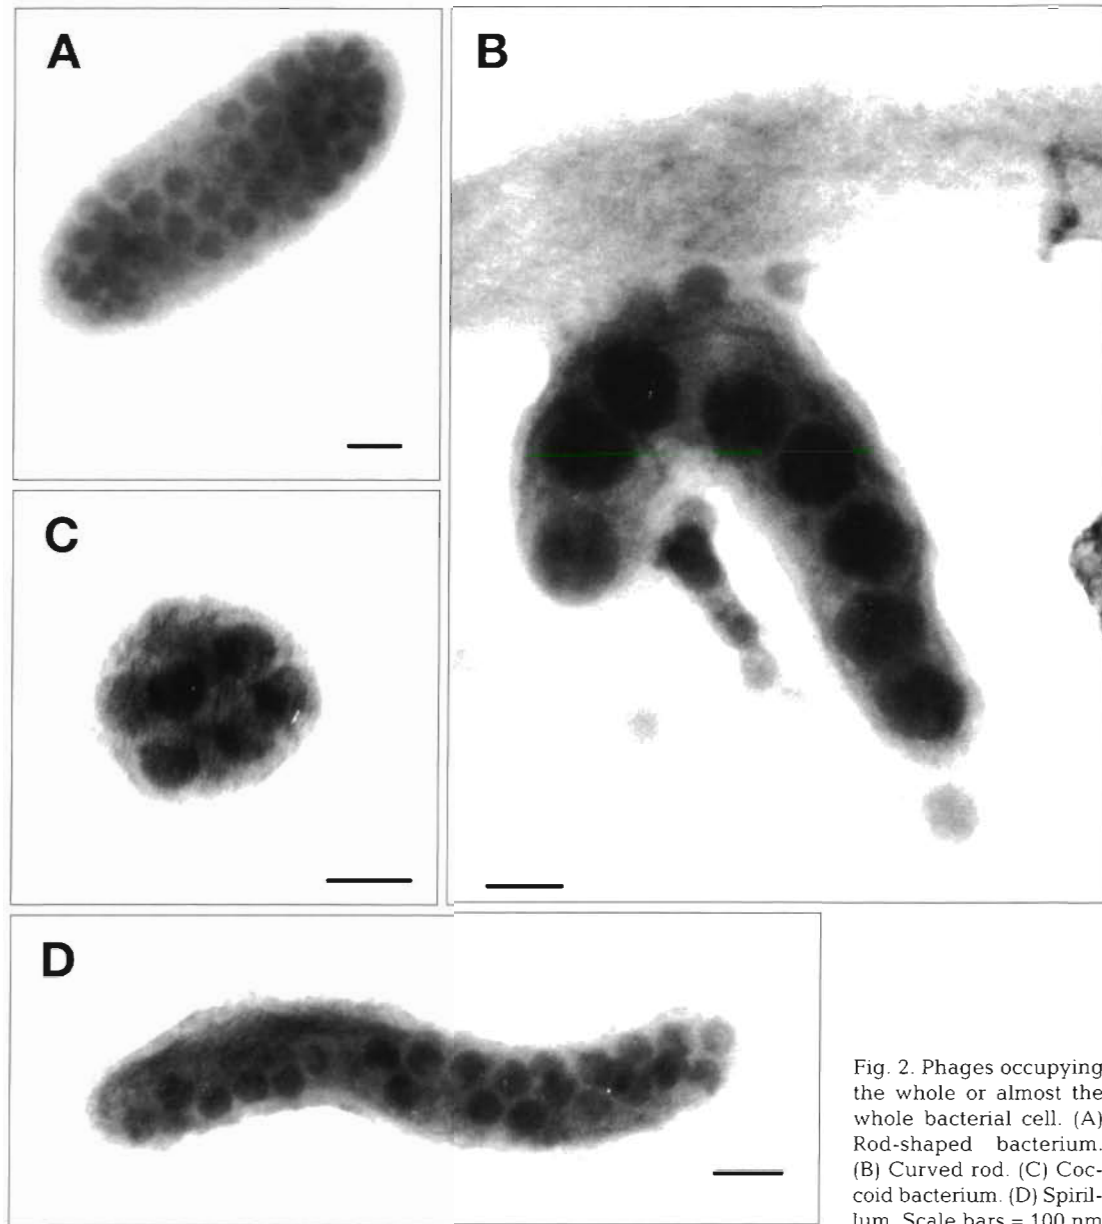 A
B
C
D
Fig. 2. Phages occupying
the whole or almost the
whole bacterial cell. (A)
Rod-shaped bacterium.
(B) Curved rod. (C) Coc-
coid bacterium. (D) Spiril-
lum. Scale bars = 100 nm